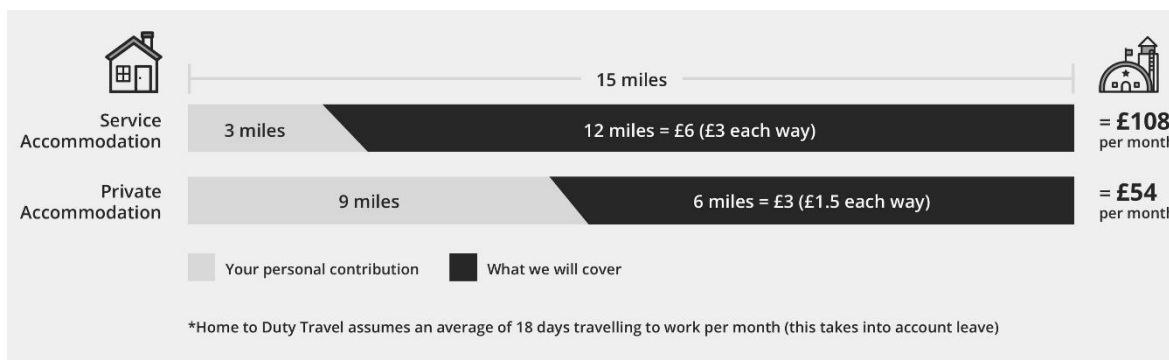 15 miles
Service
Accommodation
3 miles
12 miles = £6 (£3 each way)
= £108
per month
Private
Accommodation
9 miles
6 miles = £3 (£1.5 each way)
= £54
per month
Your personal contribution
What we will cover
*Home to Duty Travel assumes an average of 18 days travelling to work per month (this takes into account leave)